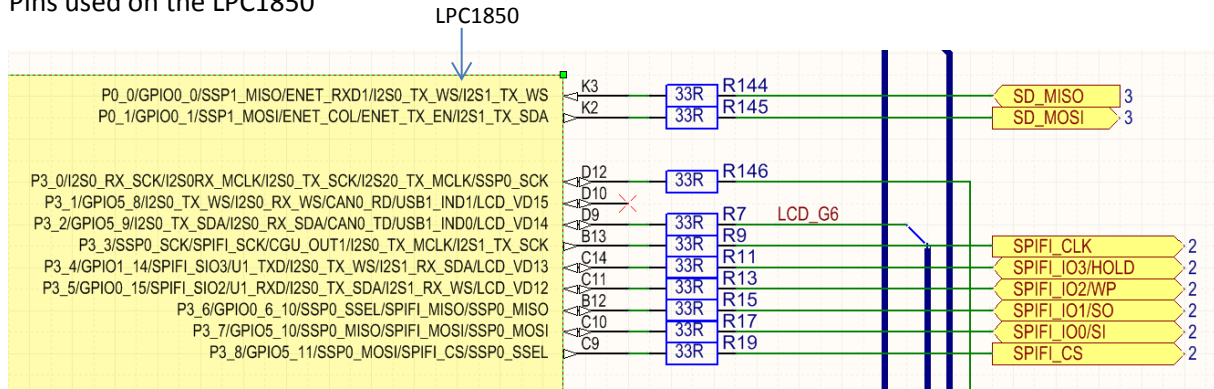 Pins used on the LPC1850
LPC1850
P0_0/GPIO0_0/SSP1_MISO/ENET_RXD1/I2S0_TX_WS/I2S1_TX_WS K3 33R R144 SD_MISO 3
P0_1/GPIO0_1/SSP1_MOSI/ENET_COL/ENET_TX_EN/I2S1_TX_SDA K2 33R R145 SD_MOSI 3
P3_0/I2S0_RX_SCK/I2S0RX_MCLK/I2S0_TX_SCK/I2S20_TX_MCLK/SSP0_SCK D12 33R R146
P3_1/GPIO5_8/I2S0_TX_WS/I2S0_RX_WS/CAN0_RD/USB1_IND1/LCD_VD15 D10
P3_2/GPIO5_9/I2S0_TX_SDA/I2S0_RX_SDA/CAN0_TD/USB1_IND0/LCD_VD14 D9 33R R7 LCD_G6
P3_3/SSP0_SCK/SPIFI_SCK/CGU_OUT1/I2S0_TX_MCLK/I2S1_TX_SCK B13 33R R9 SPIFI_CLK 2
P3_4/GPIO1_14/SPIFI_SIO3/U1_TXD/I2S0_TX_WS/I2S1_RX_SDA/LCD_VD13 C14 33R R11 SPIFI_IO3/HOLD 2
P3_5/GPIO0_15/SPIFI_SIO2/U1_RXD/I2S0_TX_SDA/I2S1_RX_WS/LCD_VD12 C11 33R R13 SPIFI_IO2/WP 2
P3_6/GPIO0_6_10/SSP0_SSEL/SPIFI_MISO/SSP0_MISO B12 33R R15 SPIFI_IO1/SO 2
P3_7/GPIO5_10/SSP0_MISO/SPIFI_MOSI/SSP0_MOSI C10 33R R17 SPIFI_IO0/SI 2
P3_8/GPIO5_11/SSP0_MOSI/SPIFI_CS/SSP0_SSEL C9 33R R19 SPIFI_CS 2